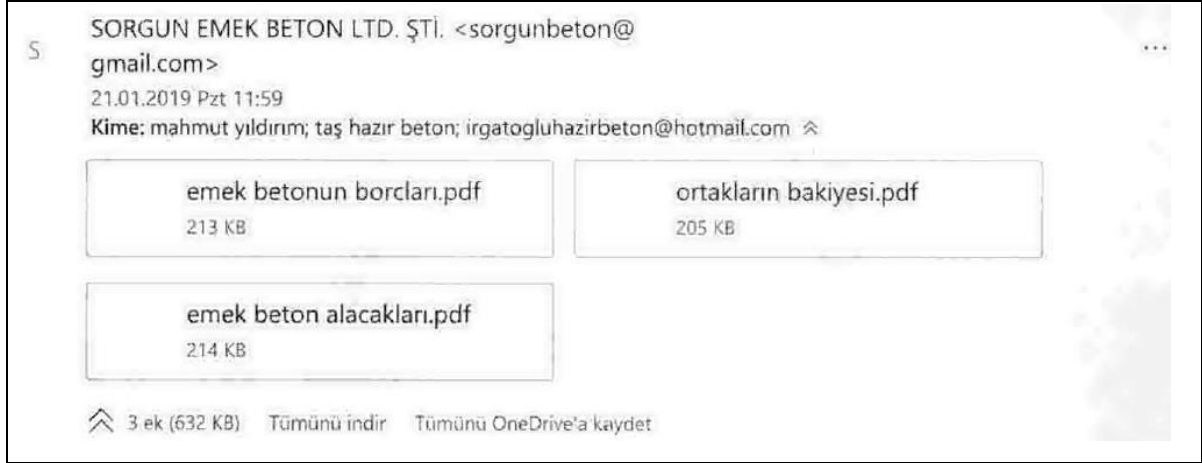 SORGUN EMEK BETON LTD. ŞTİ. <sorgunbeton@
gmail.com>
S
...
21.01.2019 Pzt 11:59
Kime: mahmut yıldırım; taş hazır beton; irgatogluhazirbeton@hotmail.com
emek betonun borcları.pdf
213 KB
ortakların bakiyesi.pdf
205 KB
emek beton alacakları.pdf
214 KB
3 ek (632 KB) Tümünü indir Tümünü OneDrive'a kaydet